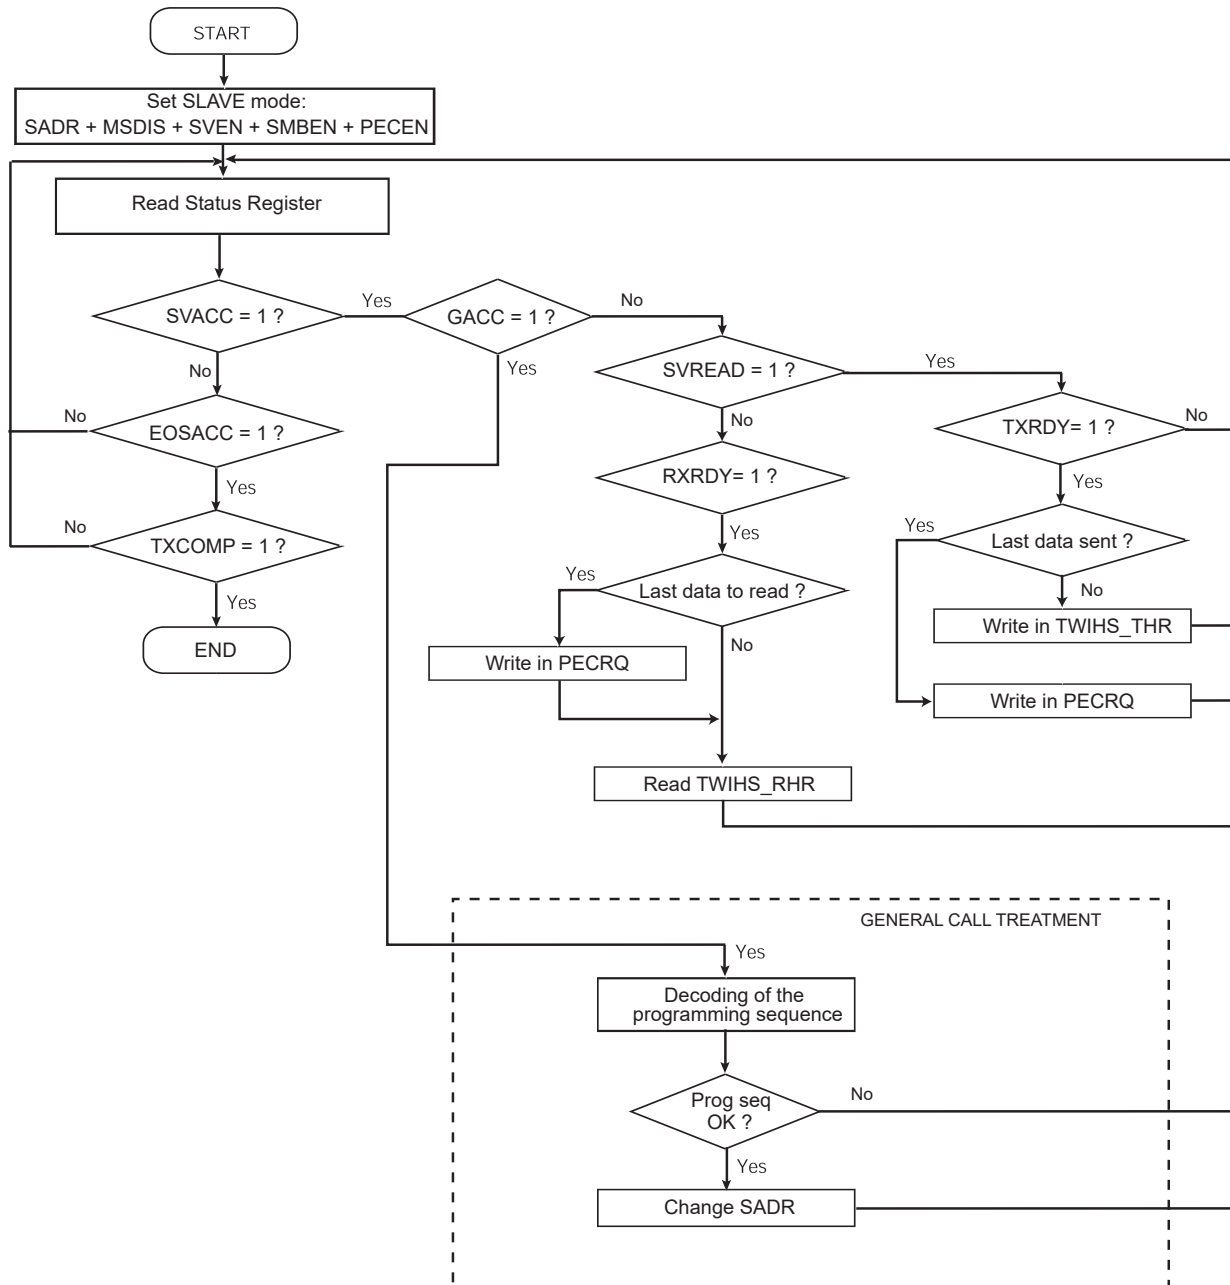 START
Set SLAVE mode:
SADR + MSDIS + SVEN + SMBEN + PECEN
Read Status Register
SVACC = 1 ?
Yes
GACC = 1 ?
No
SVREAD = 1 ?
Yes
No
Yes
No
EOSACC = 1 ?
No
TXRDY= 1 ?
No
RXRDY= 1 ?
Yes
Yes
Yes
No
TXCOMP = 1 ?
Yes
Last data sent ?
Yes
Last data to read ?
No
Yes
END
No
Write in TWIHS_THR
Write in PECRQ
Write in PECRQ
Read TWIHS_RHR
GENERAL CALL TREATMENT
Yes
Decoding of the
programming sequence
Prog seq
OK ?
No
Yes
Change SADR